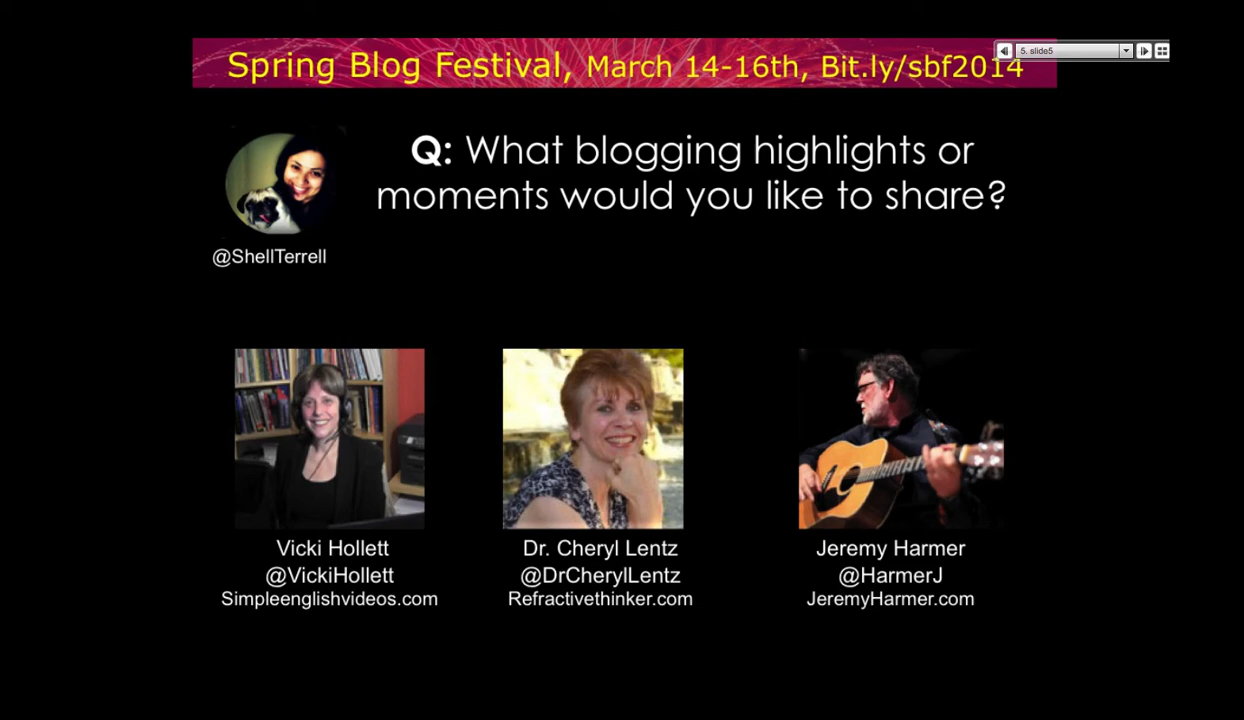 Spring Blog Festival, March 14-16th, Bit.ly/sbf2014
5. slide5
Q: What blogging highlights or
moments would you like to share?
@ShellTerrell
Vicki Hollett
@VickiHollett
Simpleenglishvideos.com
Dr. Cheryl Lentz
@DrCherylLentz
Refractivethinker.com
Jeremy Harmer
@HarmerJ
JeremyHarmer.com